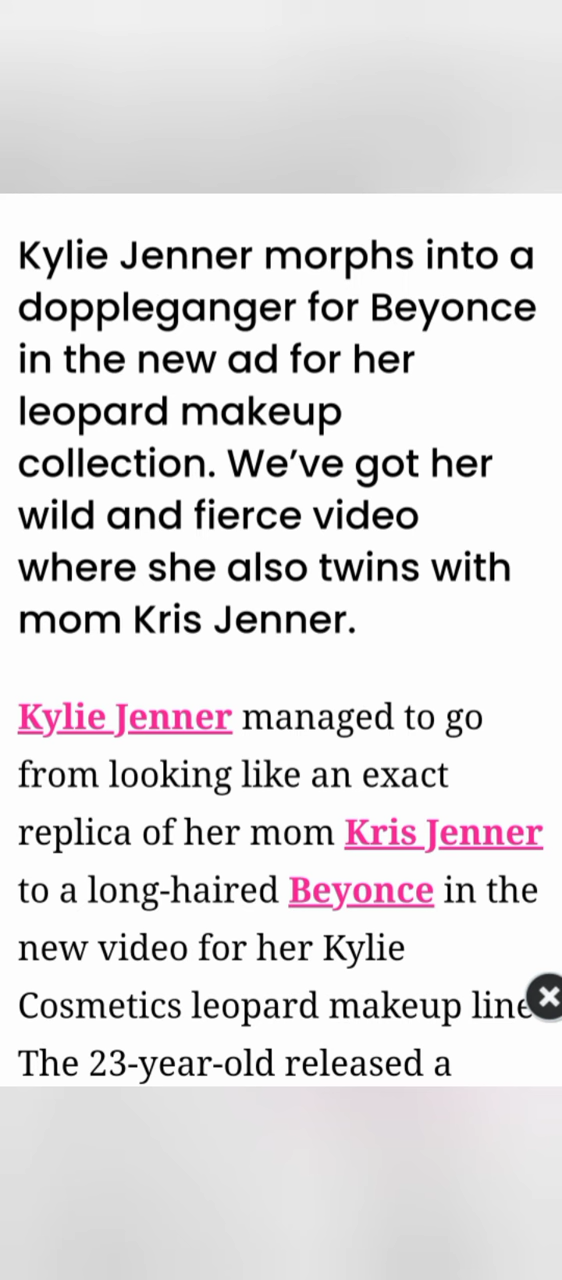 Kylie Jenner morphs into a
doppleganger for Beyonce
in the new ad for her
leopard makeup
collection. We’ve got her
wild and fierce video
where she also twins with
mom Kris Jenner.
Kylie Jenner managed to go
from looking like an exact
replica of her mom Kris Jenner
to a long-haired Beyonce in the
new video for her Kylie
Cosmetics leopard makeup line
The 23-year-old released a